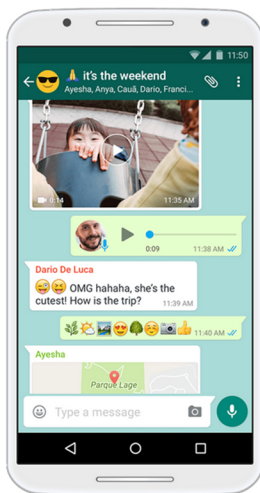 11:50
🙏 it's the weekend
Ayesha, Anya, Cauã, Dario, Franci...
0:14
11:35 AM
0:09
11:38 AM
Dario De Luca
😜😝 OMG hahaha, she's the
cutest! How is the trip?
11:39 AM
🌿🌤🏞😍🌳☺📷👍
11:40 AM
Ayesha
Parque Lage
Type a message